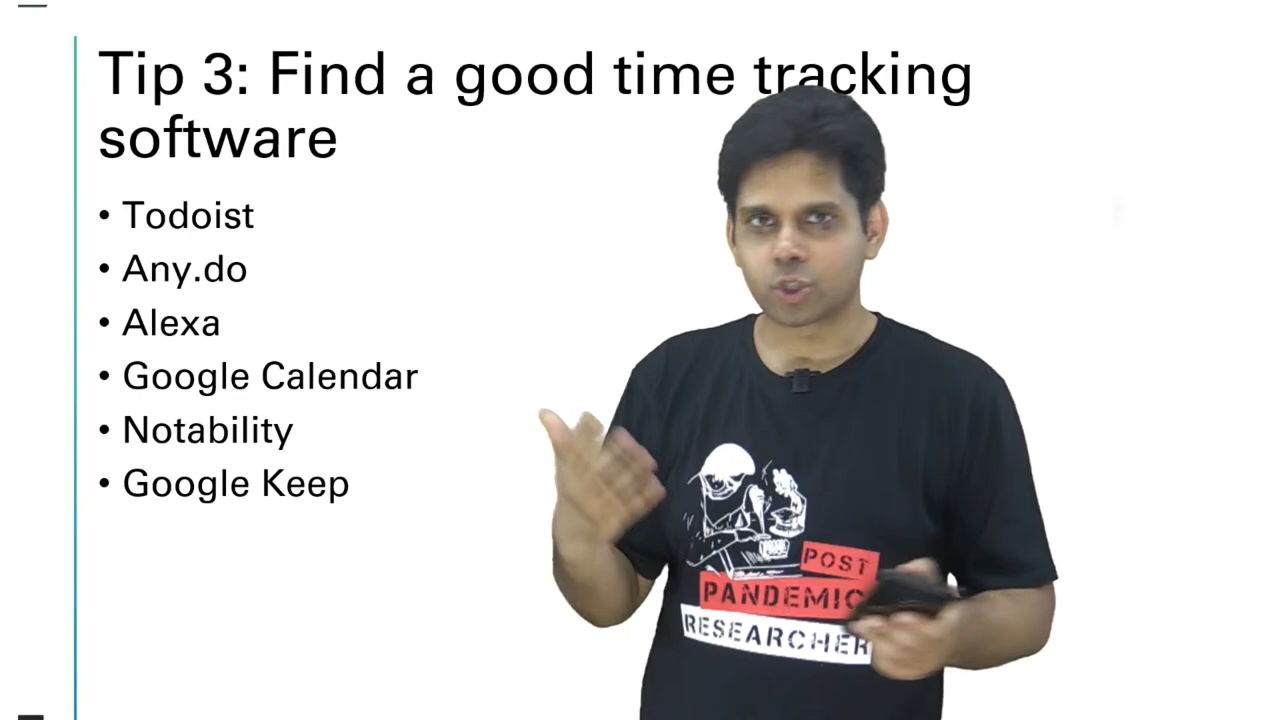 Tip 3: Find a good time tracking
software
• Todoist
• Any.do
• Alexa
• Google Calendar
• Notability
• Google Keep
POST
PANDEMIC
RESEARCHER